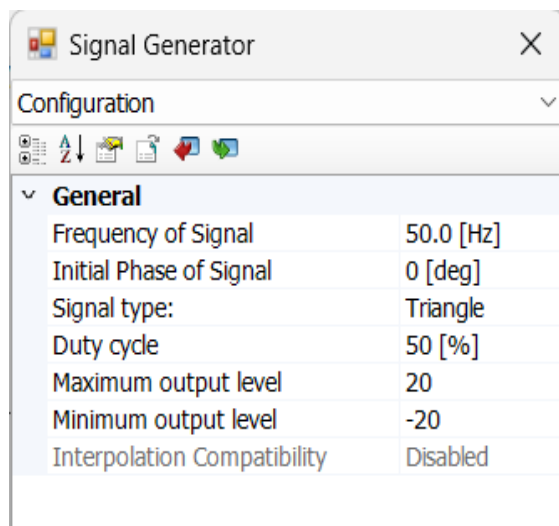 Signal Generator
Configuration
General
Frequency of Signal 50.0 [Hz]
Initial Phase of Signal 0 [deg]
Signal type: Triangle
Duty cycle 50 [%]
Maximum output level 20
Minimum output level -20
Interpolation Compatibility Disabled